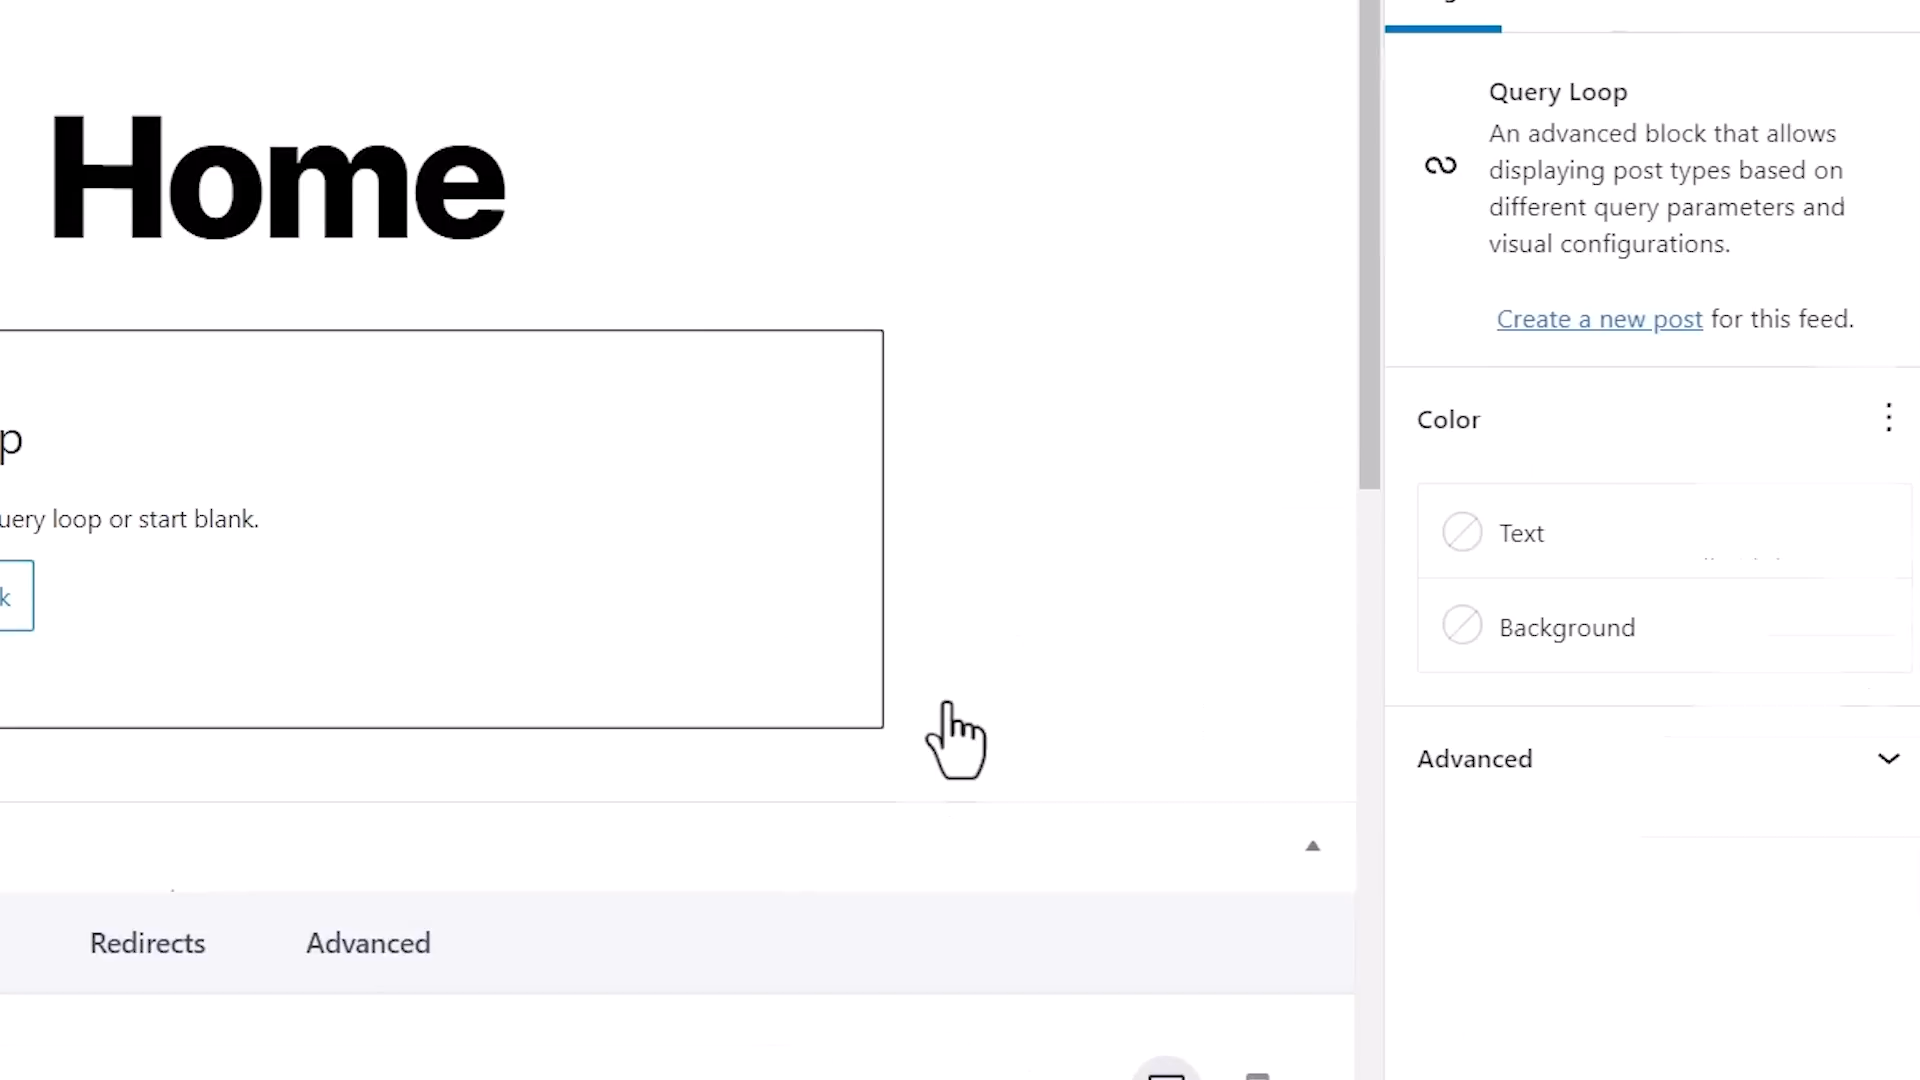 Home
p
uery loop or start blank.
k
Redirects
Advanced
Query Loop
An advanced block that allows
displaying post types based on
different query parameters and
visual configurations.
Create a new post for this feed.
Color
Text
Background
Advanced